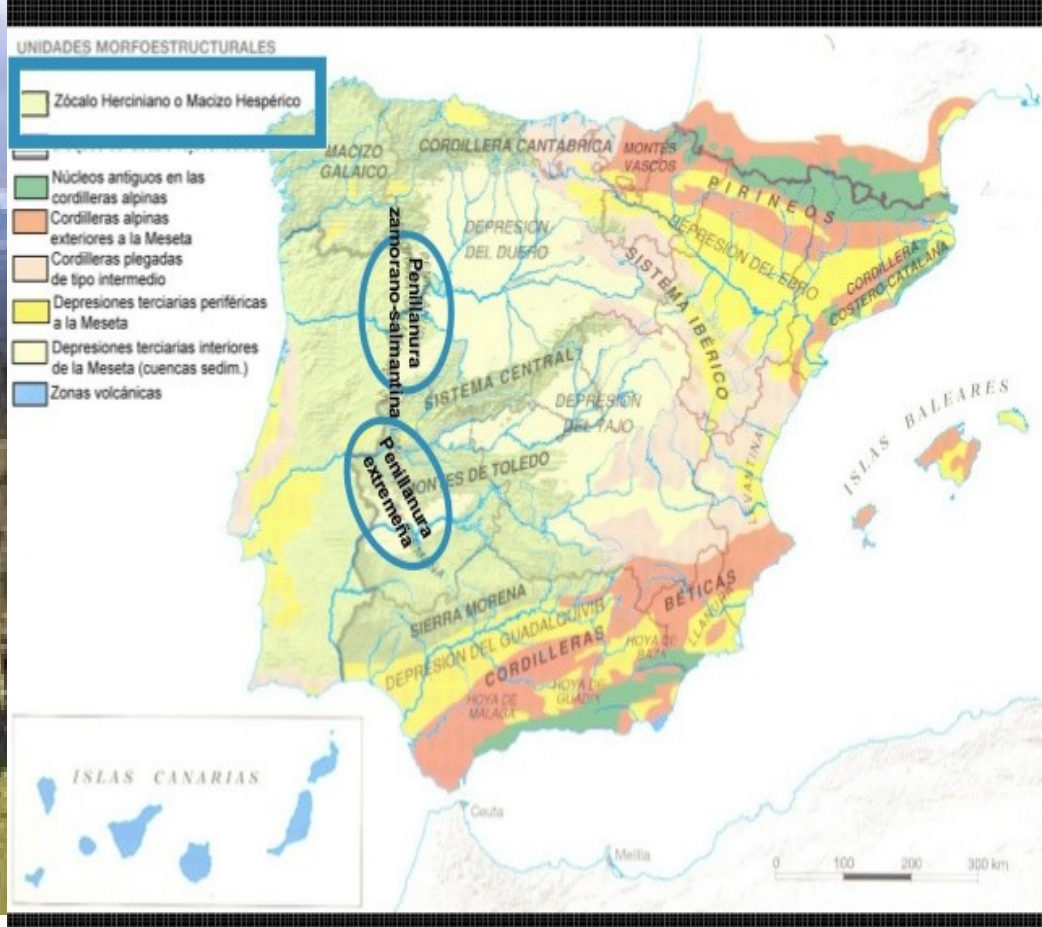 UNIDADES MORFOESTRUCTURALES
Zócalo Herciniano o Macizo Hespérico
Núcleos antiguos en las
cordilleras alpinas
Cordilleras alpinas
exteriores a la Meseta
Cordilleras plegadas
de tipo intermedio
Depresiones terciarias periféricas
a la Meseta
Depresiones terciarias interiores
de la Meseta (cuencas sedim.)
Zonas volcánicas
MACIZO
GALAICO
CORDILLERA CANTÁBRICA
MONTES
VASCOS
PIRINEOS
DEPRESIÓN
DEL DUERO
DEPRESIÓN DEL EBRO
CORDILLERA
COSTERO-CATALANA
SISTEMA IBÉRICO
Penillanura
zamorano-salmantina
SISTEMA CENTRAL
DEPRESIÓN
DEL TAJO
Penillanura
extremeña
MONTES DE TOLEDO
LEVANTINA
ISLAS BALEARES
SIERRA MORENA
DEPRESIÓN DEL GUADALQUIVIR
CORDILLERAS
BÉTICAS
LLANURA
HOYA DE
BAZA
HOYA DE
GUADIX
HOYA DE
MÁLAGA
ISLAS CANARIAS
Ceuta
Melilla
0 100 200 300 km